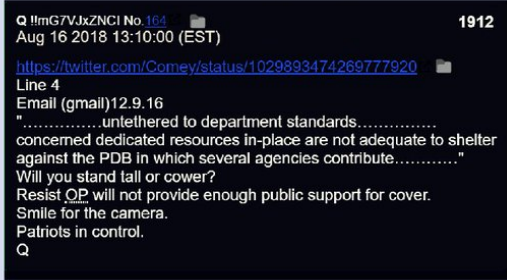 Q !!mG7VJxZNCI No.164
1912
Aug 16 2018 13:10:00 (EST)
https://twitter.com/Comey/status/1029893474269777920
Line 4
Email (gmail)12.9.16
"……………untethered to department standards……………
concerned dedicated resources in-place are not adequate to shelter
against the PDB in which several agencies contribute…………"
Will you stand tall or cower?
Resist OP will not provide enough public support for cover.
Smile for the camera.
Patriots in control.
Q